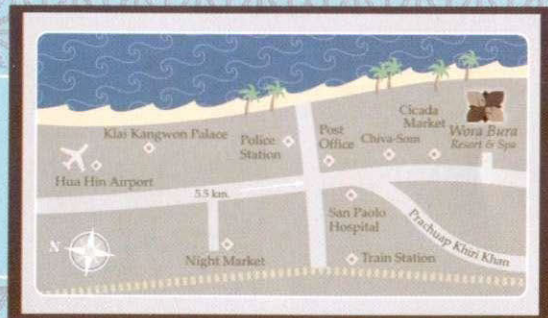 Klai Kangwon Palace
Hua Hin Airport
Police
Station
Post
Office
Chiva-Som
Cicada
Market
Wora Bura
Resort & Spa
5.5 km.
San Paolo
Hospital
Prachuap Khiri Khan
N
Night Market
Train Station